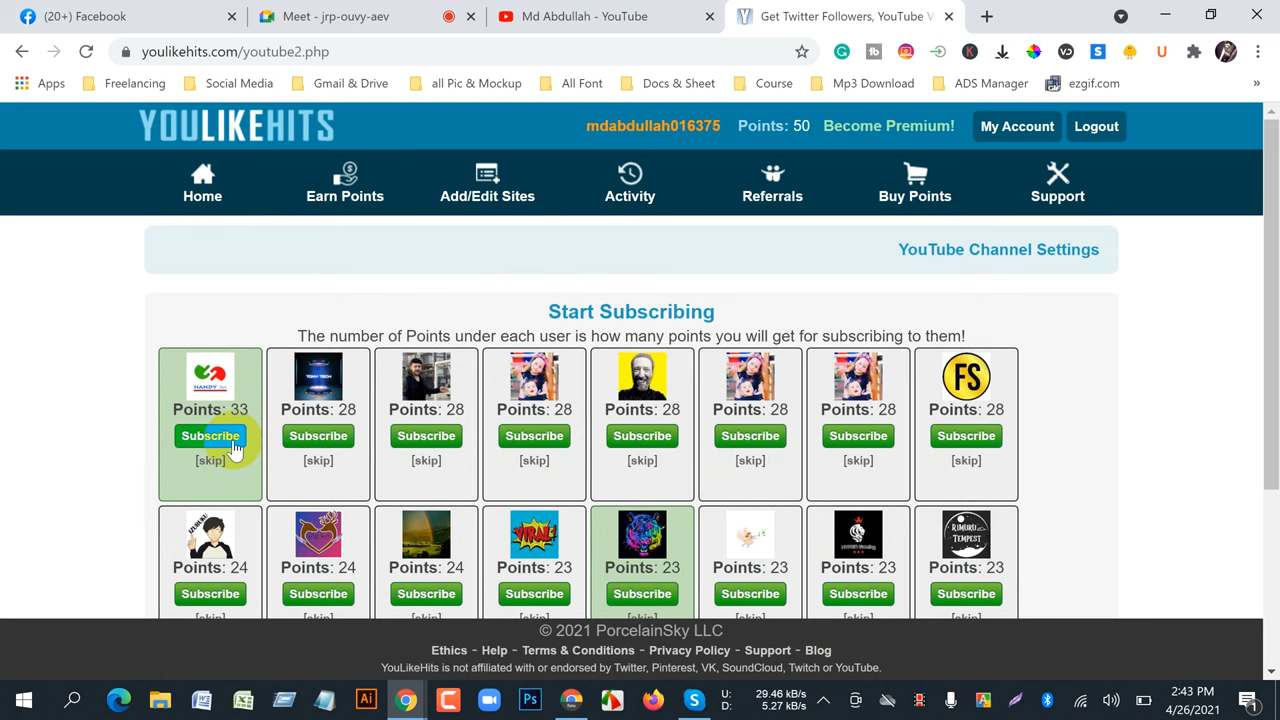 (20+) Facebook
Meet - jrp-ouvy-aev
Md Abdullah - YouTube
Get Twitter Followers, YouTube V
youlikehits.com/youtube2.php
Apps
Freelancing
Social Media
Gmail & Drive
all Pic & Mockup
All Font
Docs & Sheet
Course
Mp3 Download
ADS Manager
ezgif.com
»
YOULIKEHITS
mdabdullah016375
Points: 50
Become Premium!
My Account
Logout
Home
Earn Points
Add/Edit Sites
Activity
Referrals
Buy Points
Support
YouTube Channel Settings
Start Subscribing
The number of Points under each user is how many points you will get for subscribing to them!
FS
Points: 33 Points: 28 Points: 28 Points: 28 Points: 28 Points: 28 Points: 28 Points: 28
Subscribe Subscribe Subscribe Subscribe Subscribe Subscribe Subscribe Subscribe
[skip] [skip] [skip] [skip] [skip] [skip] [skip] [skip]
VIRAL
RIMURU
TEMPEST
Points: 24 Points: 24 Points: 24 Points: 23 Points: 23 Points: 23 Points: 23 Points: 23
Subscribe Subscribe Subscribe Subscribe Subscribe Subscribe Subscribe Subscribe
© 2021 PorcelainSky LLC
Ethics - Help - Terms & Conditions - Privacy Policy - Support - Blog
YouLikeHits is not affiliated with or endorsed by Twitter, Pinterest, VK, SoundCloud, Twitch or YouTube.
U: 29.46 kB/s
D: 5.27 kB/s
2:43 PM
4/26/2021